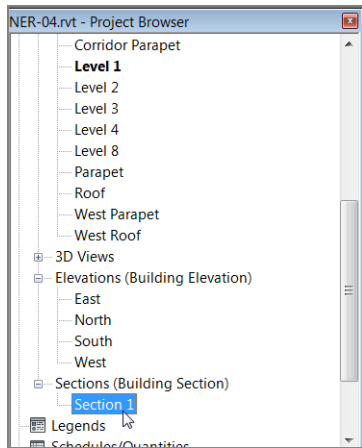 NER-04.rvt - Project Browser
Corridor Parapet
Level 1
Level 2
Level 3
Level 4
Level 8
Parapet
Roof
West Parapet
West Roof
3D Views
Elevations (Building Elevation)
East
North
South
West
Sections (Building Section)
Section 1
Legends
Schedules/Quantities